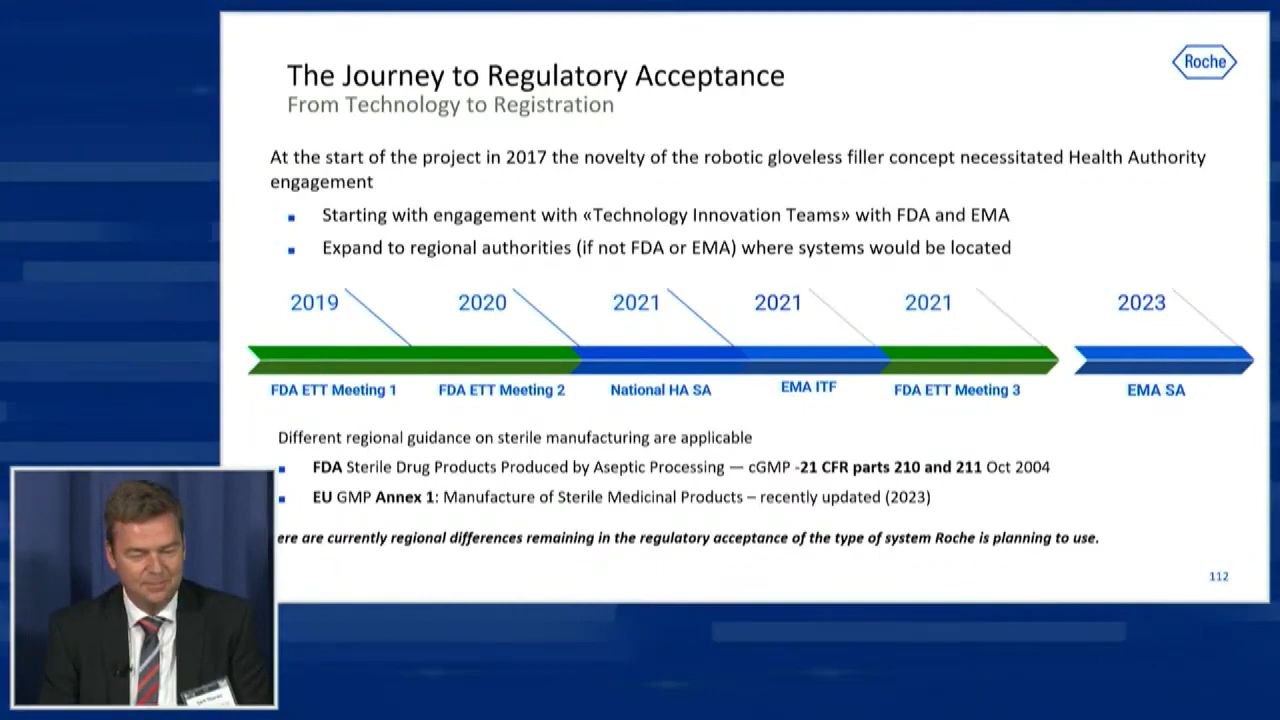 The Journey to Regulatory Acceptance
Roche
From Technology to Registration
At the start of the project in 2017 the novelty of the robotic gloveless filler concept necessitated Health Authority
engagement
Starting with engagement with «Technology Innovation Teams» with FDA and EMA
Expand to regional authorities (if not FDA or EMA) where systems would be located
2019 2020 2021 2021 2021 2023
FDA ETT Meeting 1 FDA ETT Meeting 2 National HA SA EMA ITF FDA ETT Meeting 3 EMA SA
Different regional guidance on sterile manufacturing are applicable
FDA Sterile Drug Products Produced by Aseptic Processing — cGMP -21 CFR parts 210 and 211 Oct 2004
EU GMP Annex 1: Manufacture of Sterile Medicinal Products – recently updated (2023)
ere are currently regional differences remaining in the regulatory acceptance of the type of system Roche is planning to use.
112